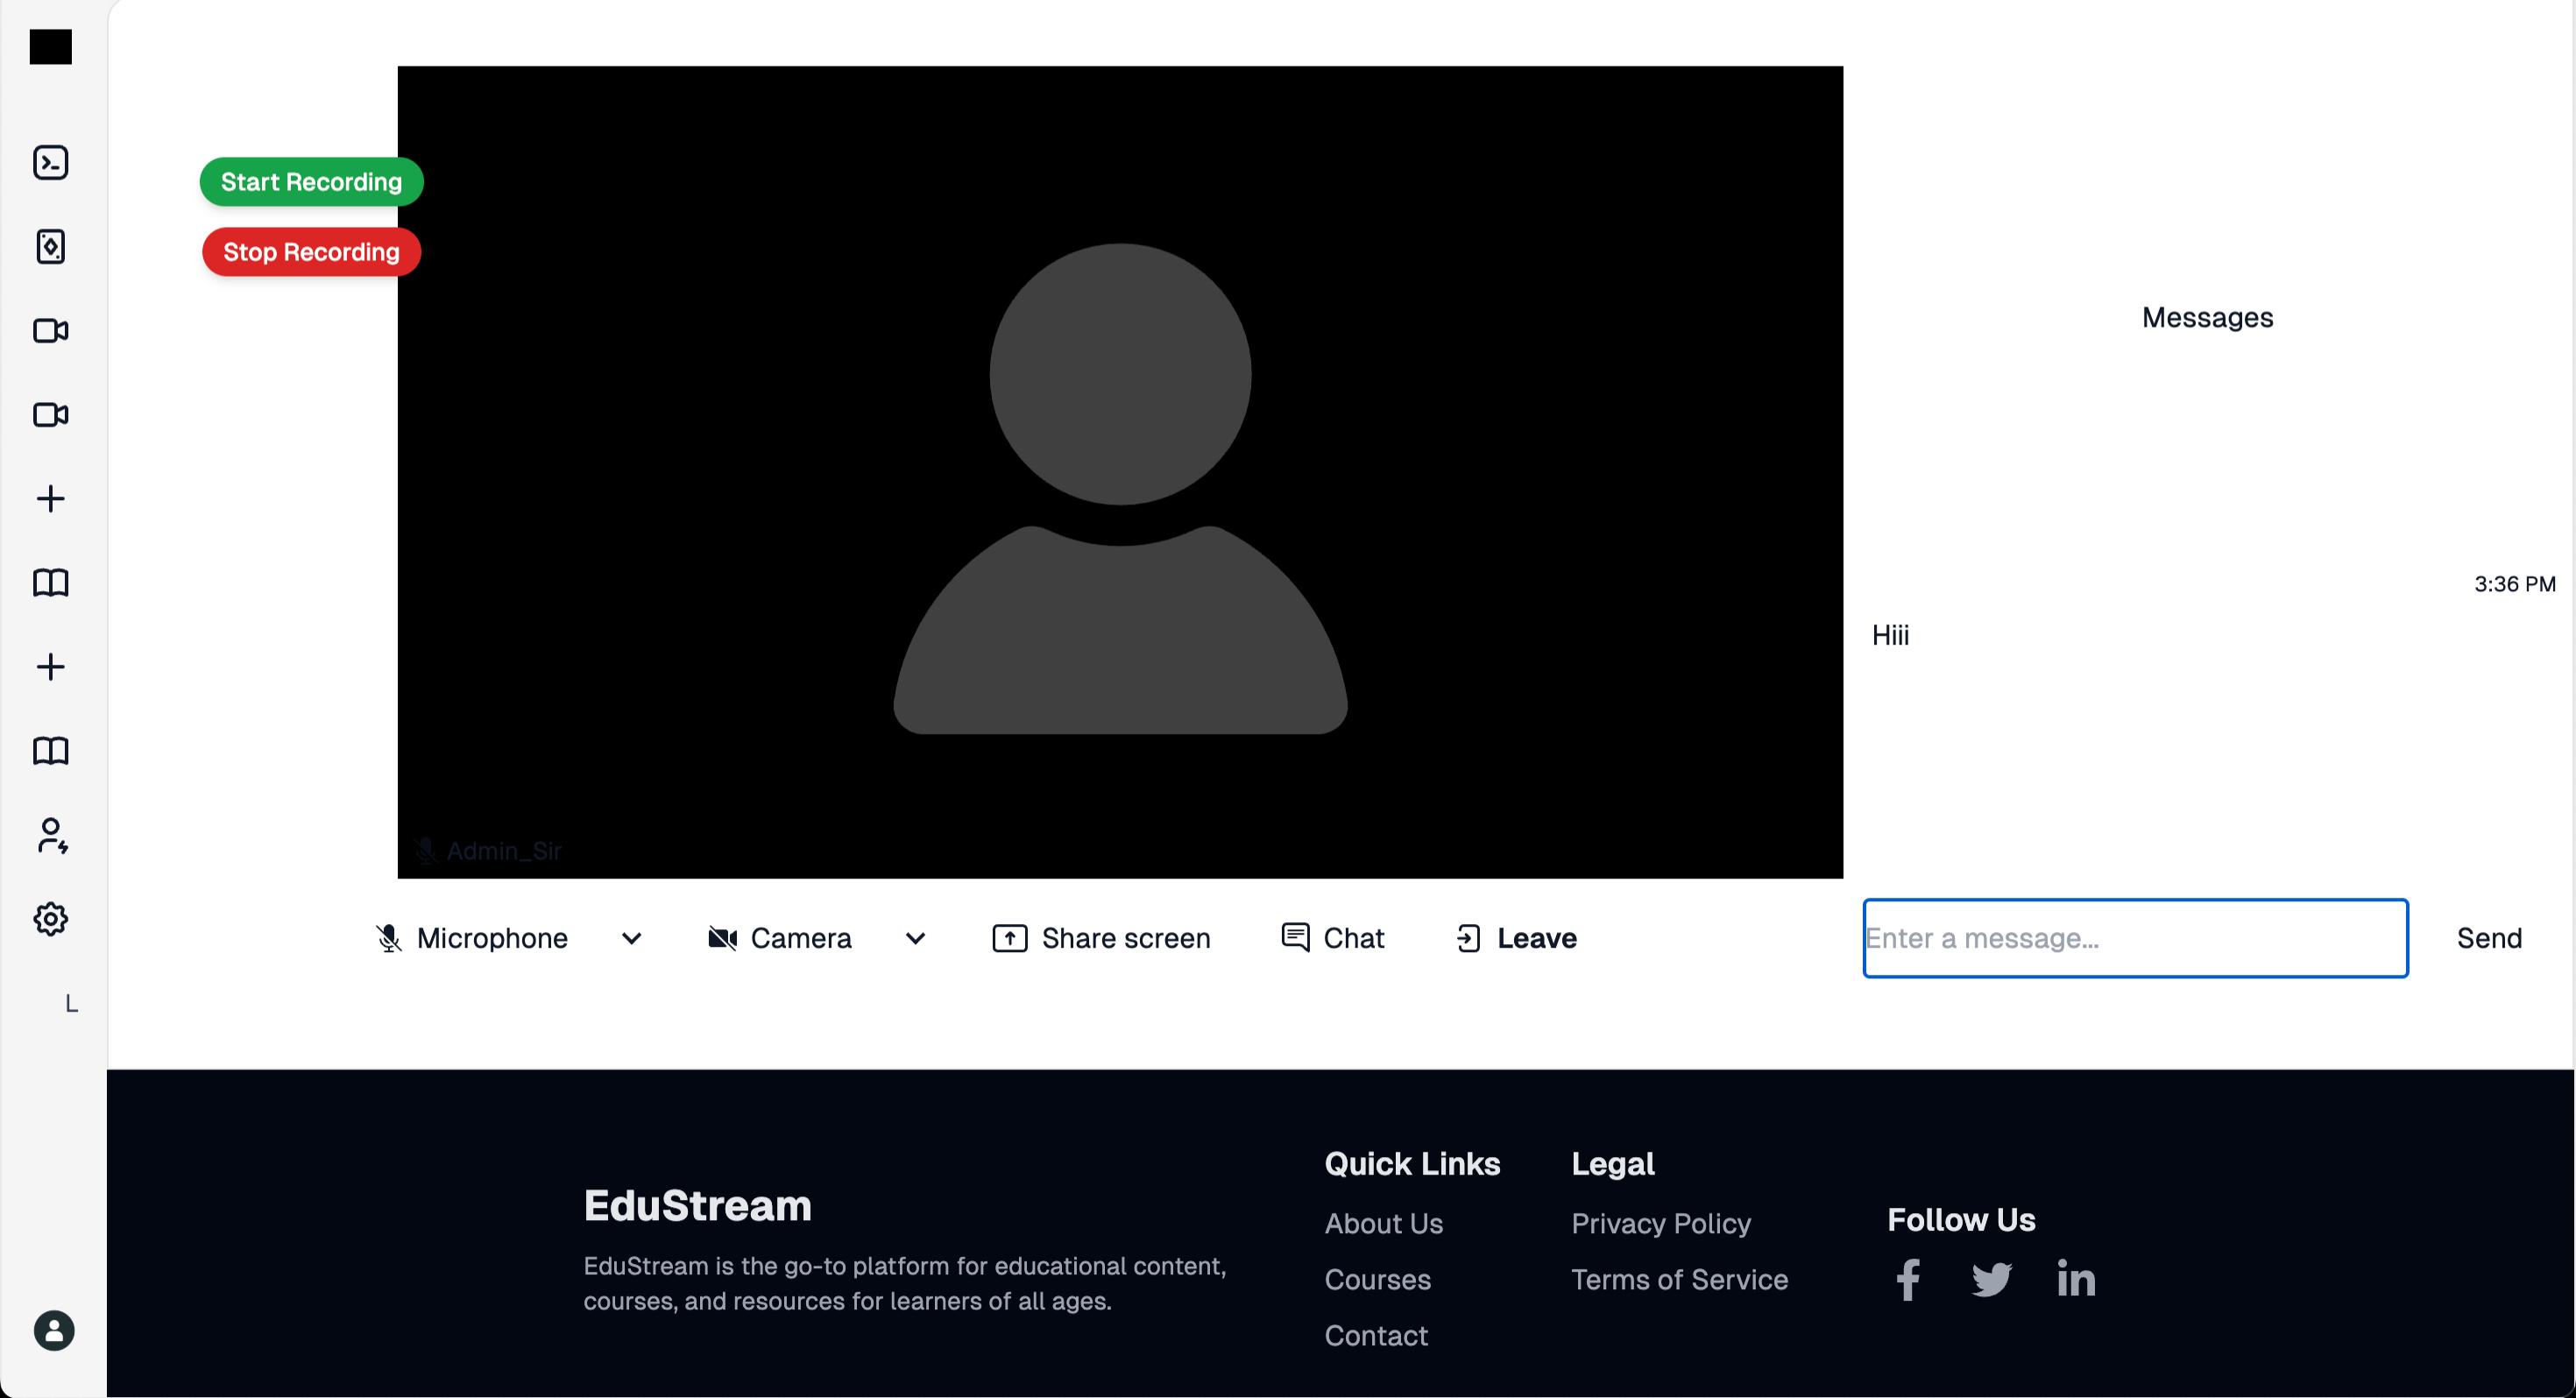 Start Recording
Stop Recording
Messages
3:36 PM
Hiii
Admin_Sir
Microphone
Camera
Share screen
Chat
Leave
Enter a message...
Send
L
EduStream
EduStream is the go-to platform for educational content,
courses, and resources for learners of all ages.
Quick Links
About Us
Courses
Contact
Legal
Privacy Policy
Terms of Service
Follow Us